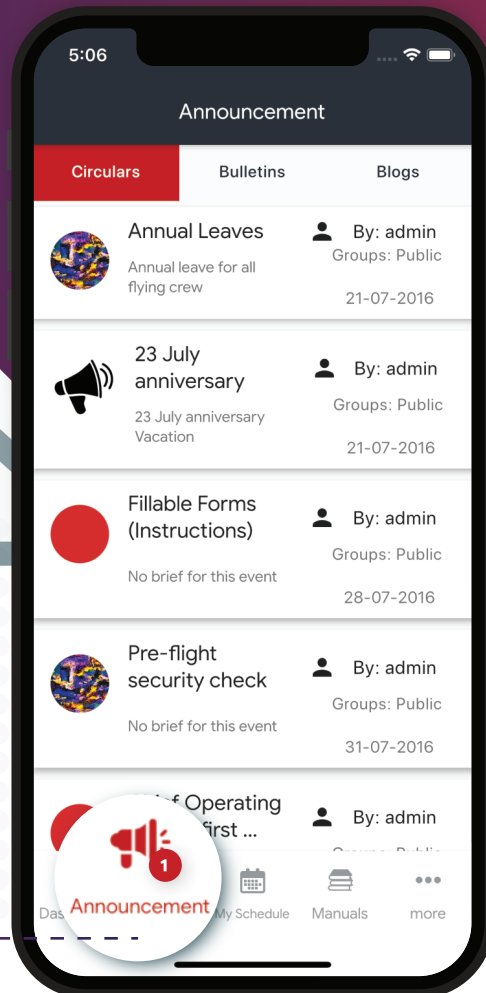 5:06
Announcement
Circulars
Bulletins
Blogs
Annual Leaves
By: admin
Groups: Public
Annual leave for all
flying crew
21-07-2016
23 July
anniversary
By: admin
Groups: Public
23 July anniversary
Vacation
21-07-2016
Fillable Forms
(Instructions)
By: admin
Groups: Public
No brief for this event
28-07-2016
Pre-flight
security check
By: admin
Groups: Public
No brief for this event
31-07-2016
Operating
first ...
By: admin
1
Announcement
My Schedule
Manuals
more